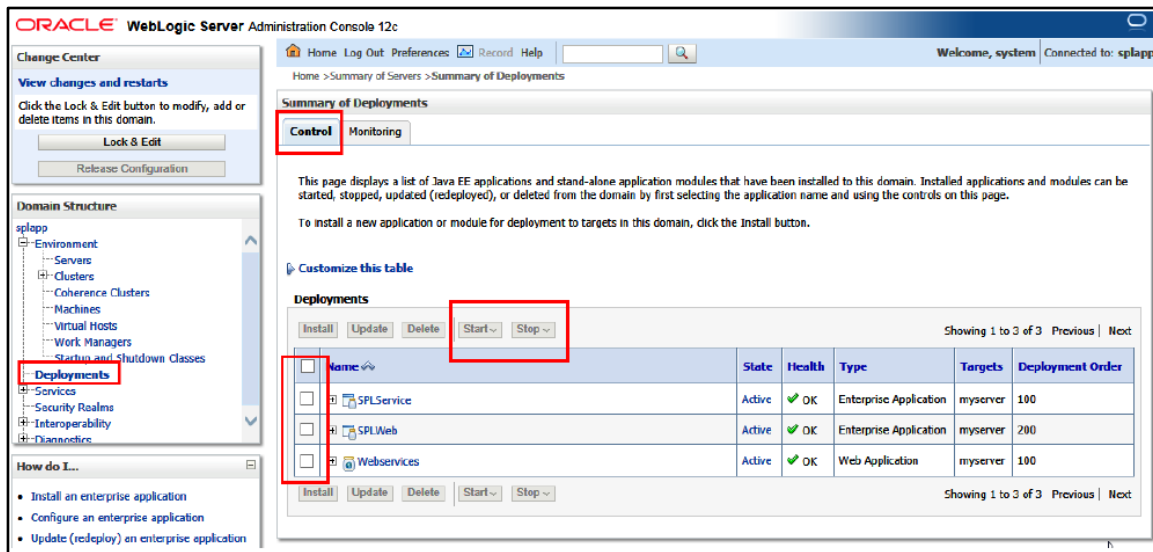 ORACLE® WebLogic Server Administration Console 12c
Change Center
View changes and restarts
Click the Lock & Edit button to modify, add or
delete items in this domain.
Lock & Edit
Release Configuration
Domain Structure
splapp
Environment
Servers
Clusters
Coherence Clusters
Machines
Virtual Hosts
Work Managers
Startup and Shutdown Classes
Deployments
Services
Security Realms
Interoperability
Diagnostics
How do I...
Install an enterprise application
Configure an enterprise application
Update (redeploy) an enterprise application
Home Log Out Preferences Record Help
Welcome, system Connected to: splapp
Home >Summary of Servers >Summary of Deployments
Summary of Deployments
Control Monitoring
This page displays a list of Java EE applications and stand-alone application modules that have been installed to this domain. Installed applications and modules can be
started, stopped, updated (redeployed), or deleted from the domain by first selecting the application name and using the controls on this page.
To install a new application or module for deployment to targets in this domain, click the Install button.
Customize this table
Deployments
Install Update Delete Start Stop Showing 1 to 3 of 3 Previous | Next
Name State Health Type Targets Deployment Order
SPLService Active OK Enterprise Application myserver 100
SPLWeb Active OK Enterprise Application myserver 200
Webservices Active OK Web Application myserver 100
Install Update Delete Start Stop Showing 1 to 3 of 3 Previous | Next